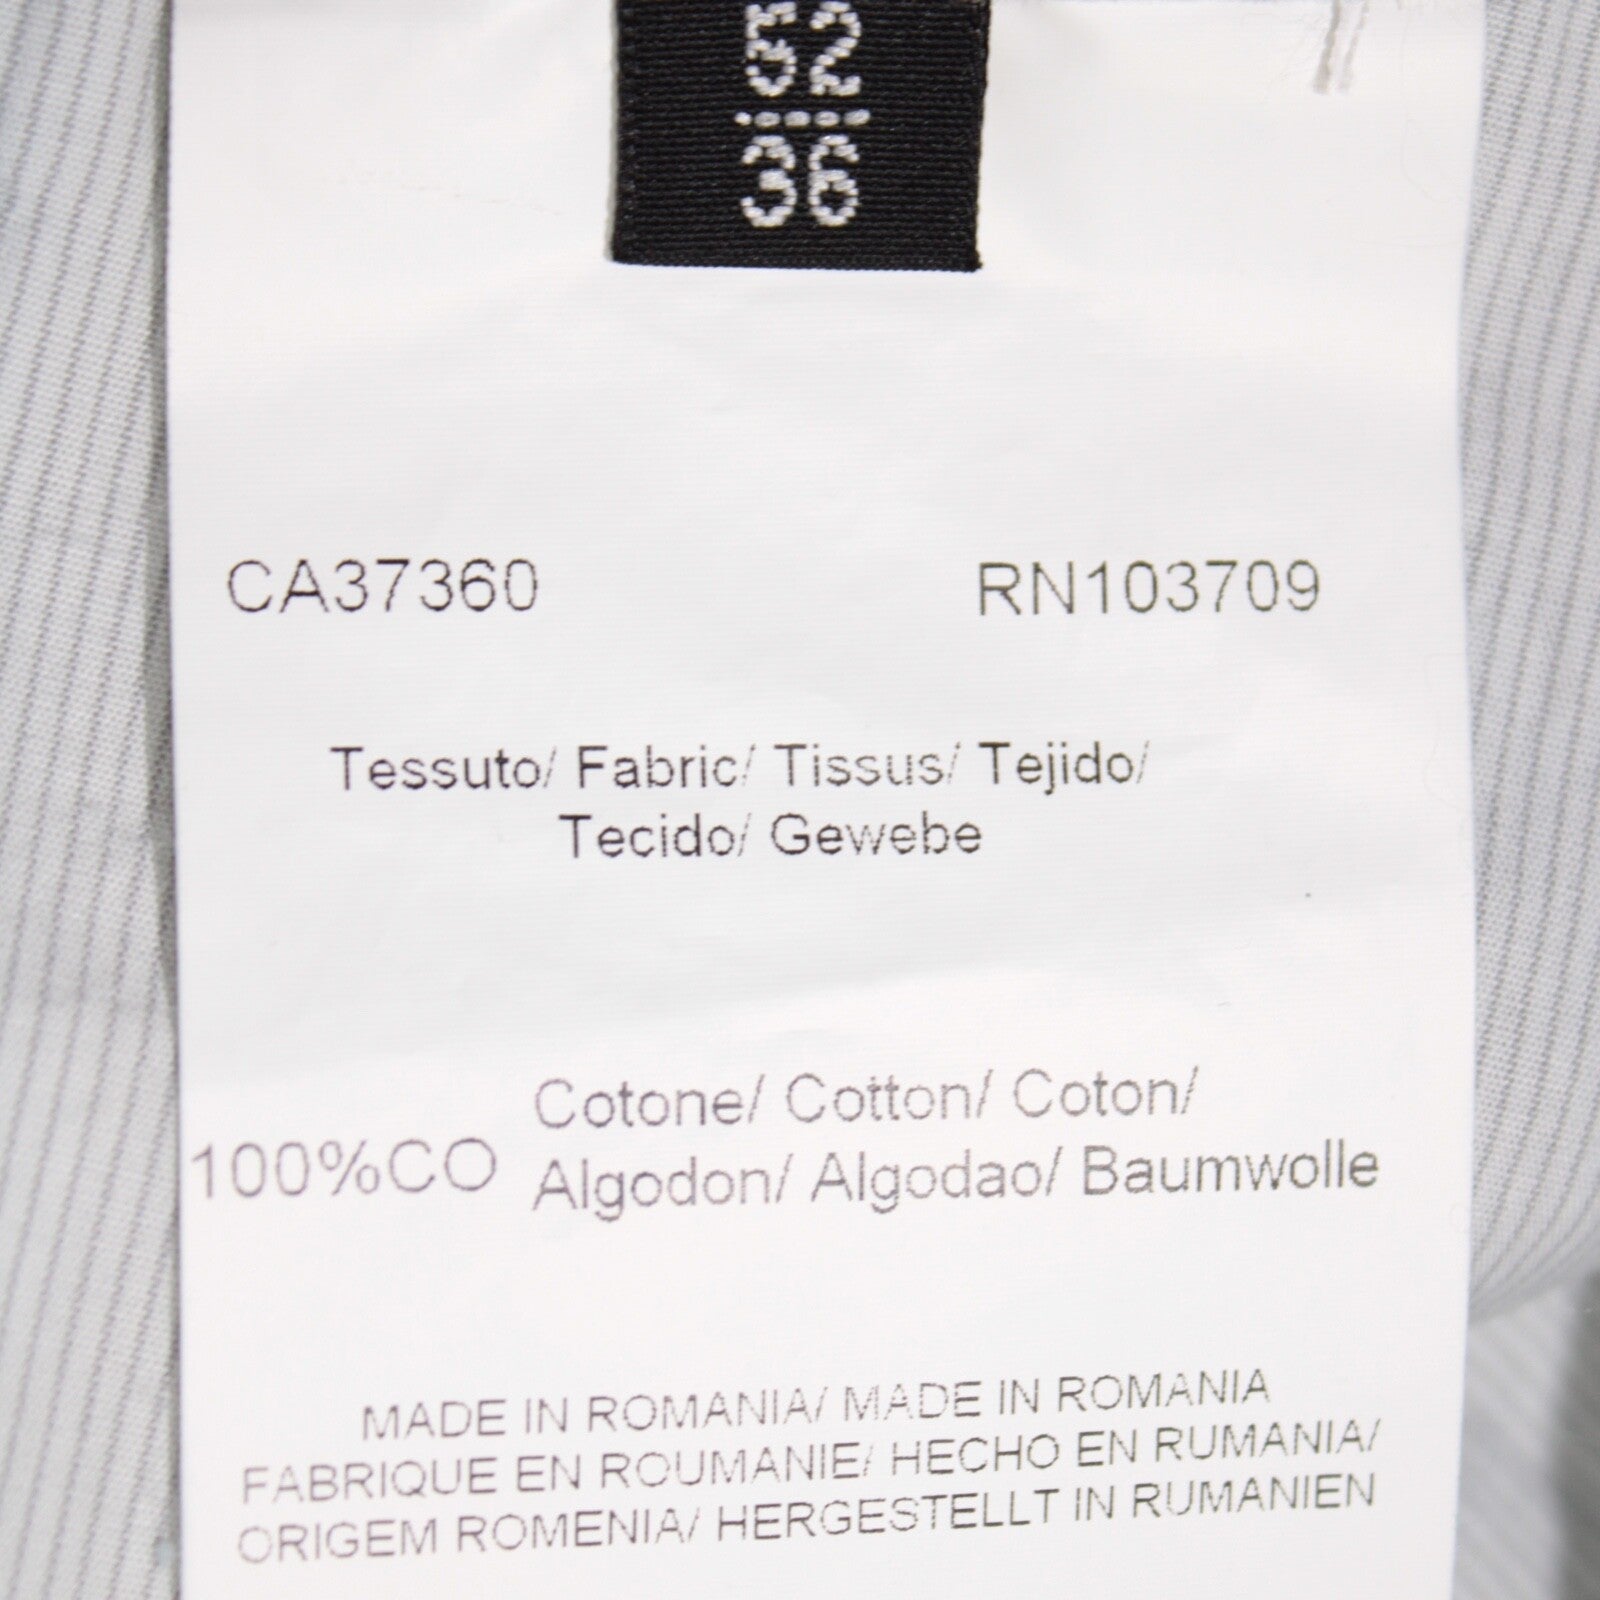 52
36
CA37360 RN103709
Tessuto/ Fabric/ Tissus/ Tejido/
Tecido/ Gewebe
100%CO Cotone/ Cotton/ Coton/
Algodon/ Algodao/ Baumwolle
MADE IN ROMANIA/ MADE IN ROMANIA
FABRIQUE EN ROUMANIE/ HECHO EN RUMANIA/
ORIGEM ROMENIA/ HERGESTELLT IN RUMANIEN